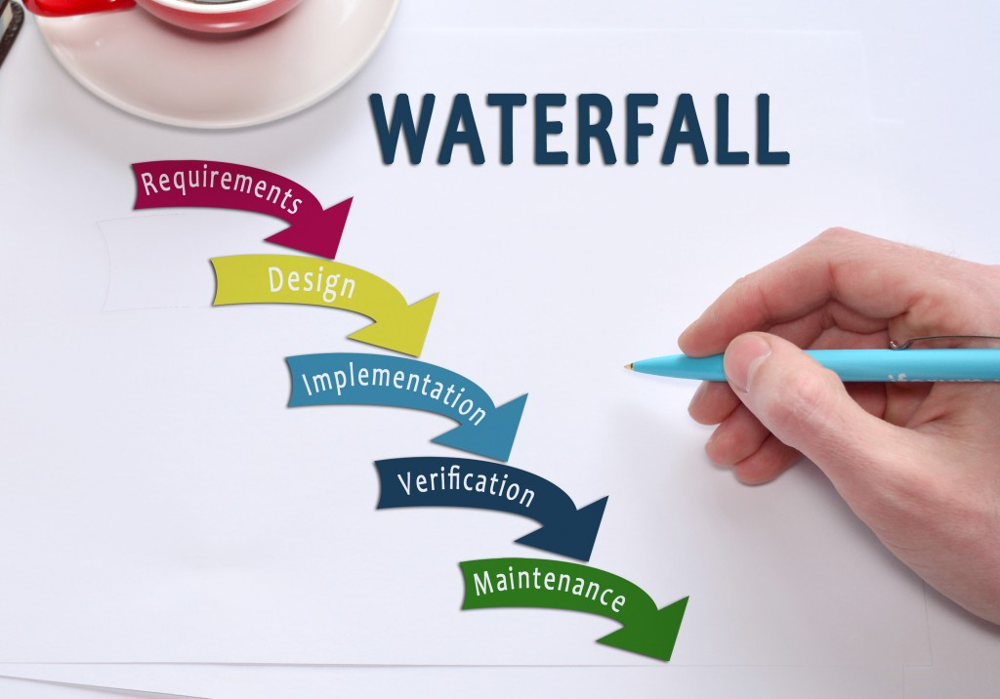 WATERFALL
Requirements
Design
Implementation
Verification
Maintenance